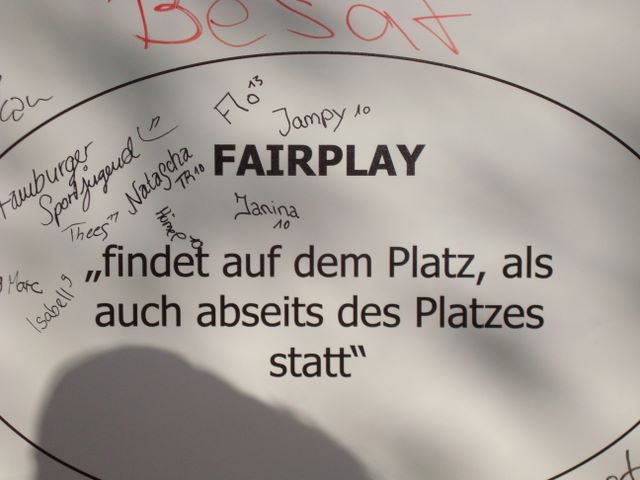 Besat
Flo 13
Jampy 10
FAIRPLAY
Hamburger
Sportjugend
Natascha
TR 10
Janina
10
Thees"
„findet auf dem Platz, als
Marc
Isabell 9
auch abseits des Platzes
statt“